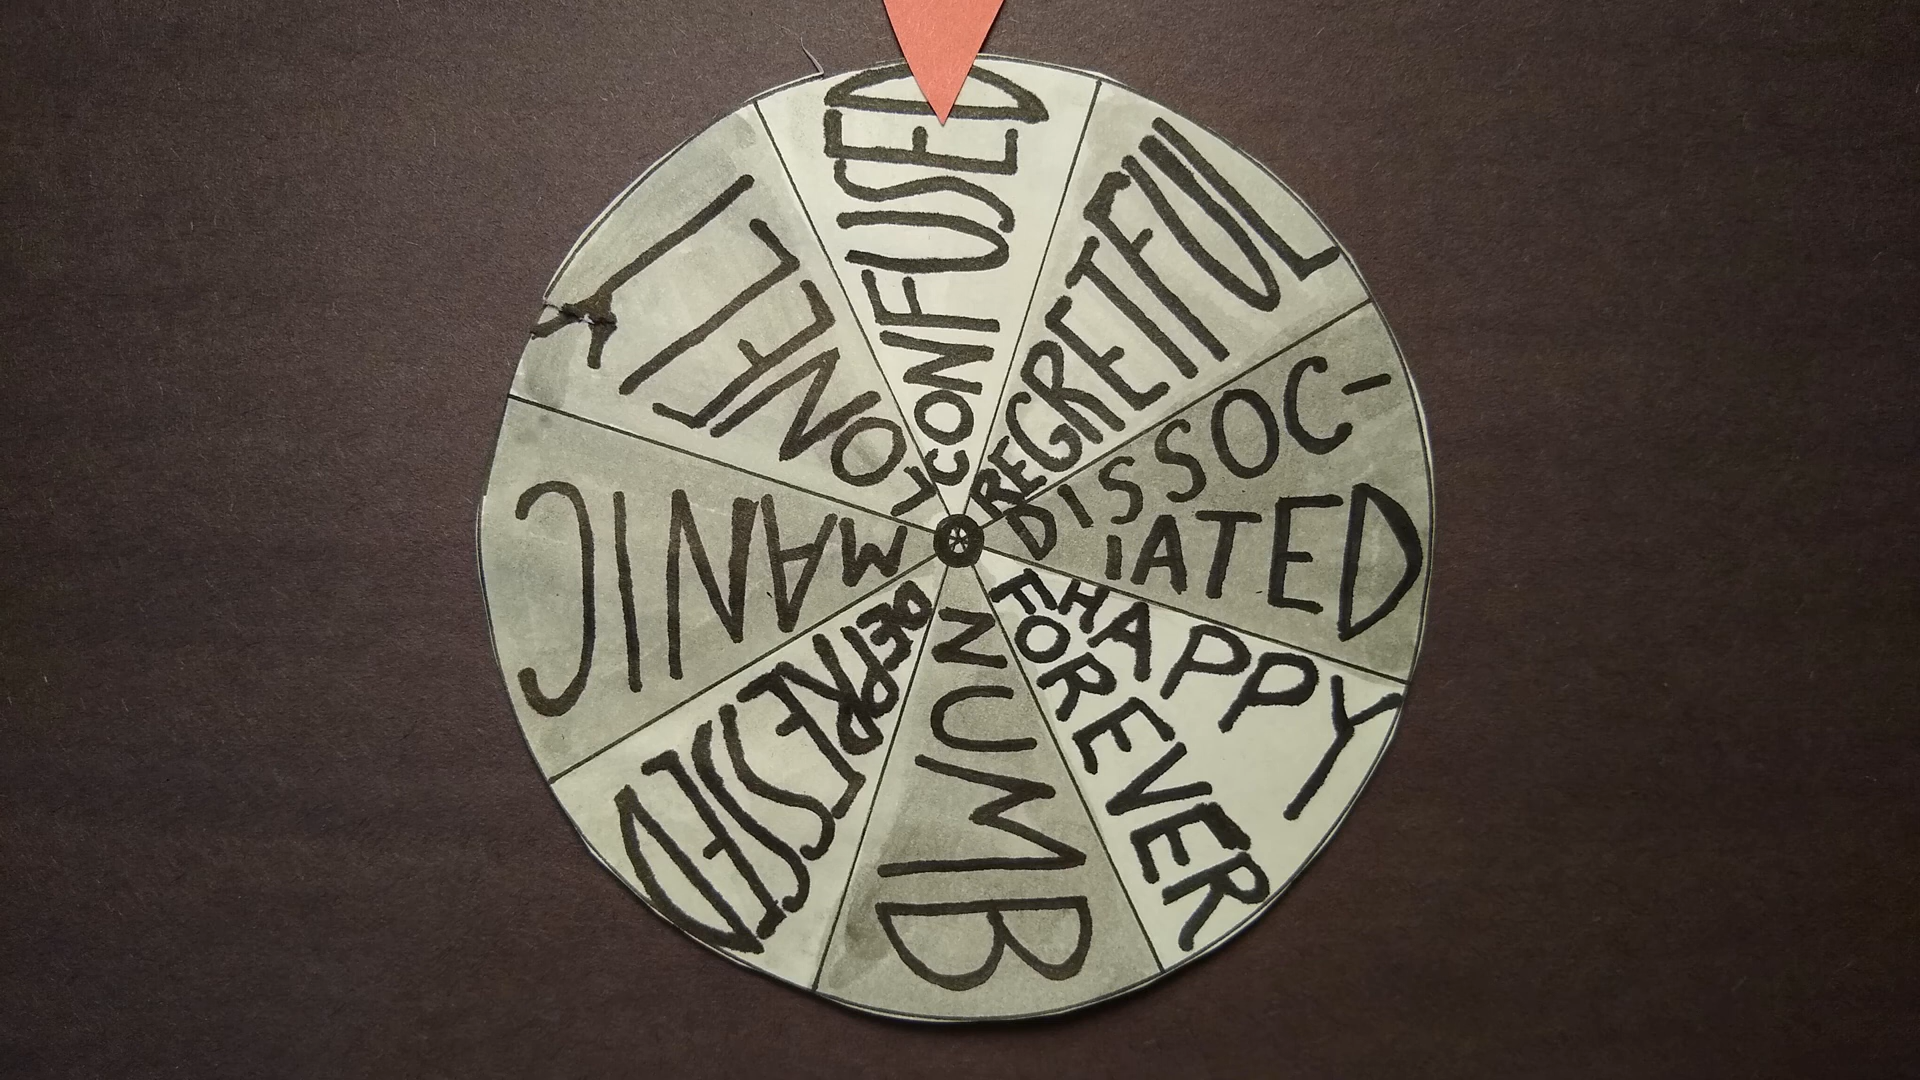 CONFUSED
REGRETFUL
DISSOC-
IATED
HAPPY
FOREVER
NUMB
DEPRESSED
MANIC
LONELY